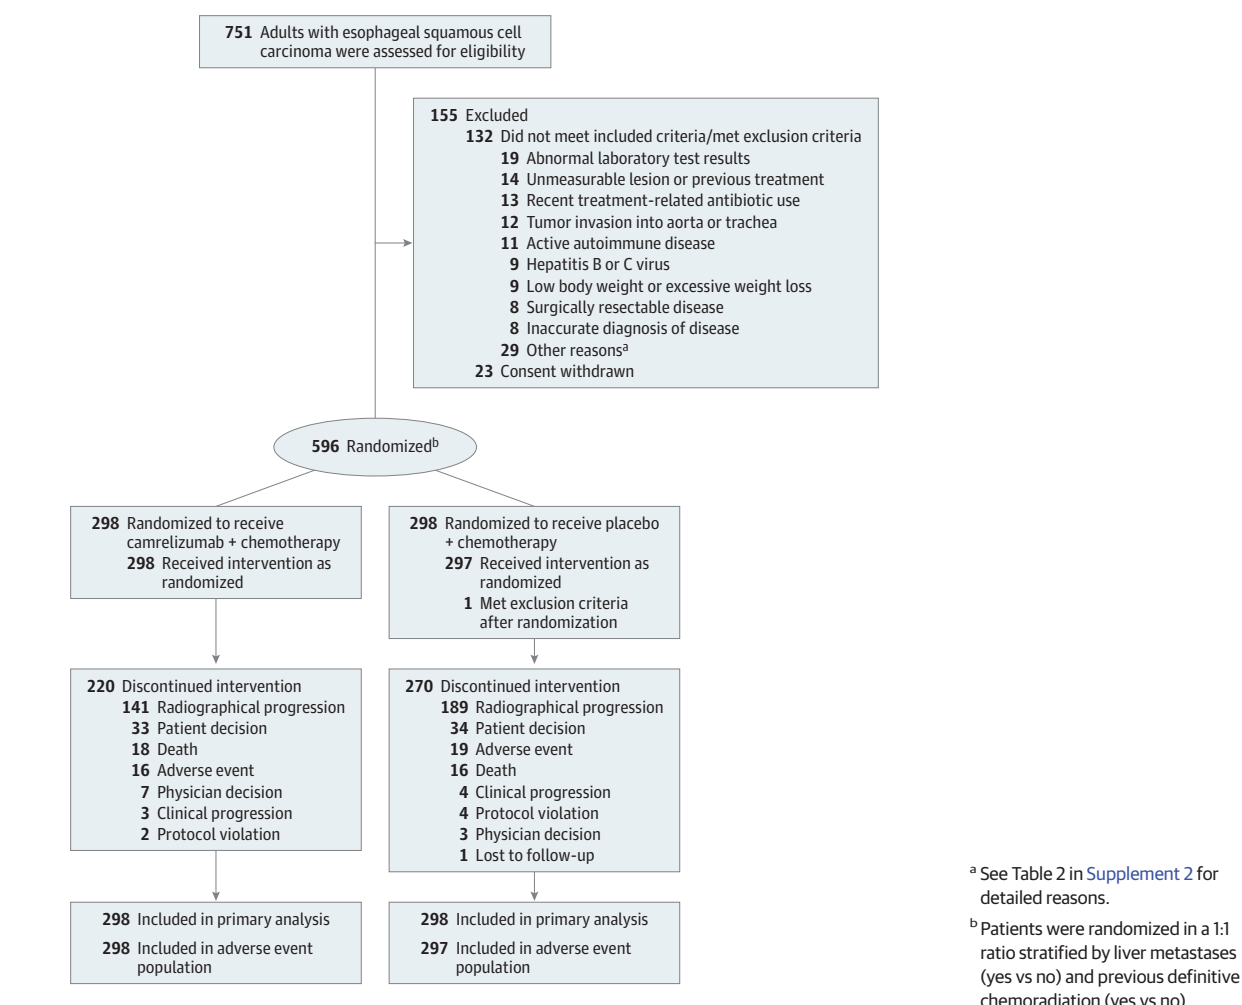 751 Adults with esophageal squamous cell
carcinoma were assessed for eligibility
155 Excluded
132 Did not meet included criteria/met exclusion criteria
19 Abnormal laboratory test results
14 Unmeasurable lesion or previous treatment
13 Recent treatment-related antibiotic use
12 Tumor invasion into aorta or trachea
11 Active autoimmune disease
9 Hepatitis B or C virus
9 Low body weight or excessive weight loss
8 Surgically resectable disease
8 Inaccurate diagnosis of disease
29 Other reasonsᵃ
23 Consent withdrawn
596 Randomizedᵇ
298 Randomized to receive
camrelizumab + chemotherapy
298 Received intervention as
randomized
298 Randomized to receive placebo
+ chemotherapy
297 Received intervention as
randomized
1 Met exclusion criteria
after randomization
220 Discontinued intervention
141 Radiographical progression
33 Patient decision
18 Death
16 Adverse event
7 Physician decision
3 Clinical progression
2 Protocol violation
270 Discontinued intervention
189 Radiographical progression
34 Patient decision
19 Adverse event
16 Death
4 Clinical progression
4 Protocol violation
3 Physician decision
1 Lost to follow-up
298 Included in primary analysis
298 Included in adverse event
population
298 Included in primary analysis
297 Included in adverse event
population
ᵃ See Table 2 in Supplement 2 for
detailed reasons.
ᵇ Patients were randomized in a 1:1
ratio stratified by liver metastases
(yes vs no) and previous definitive
chemoradiation (yes vs no)